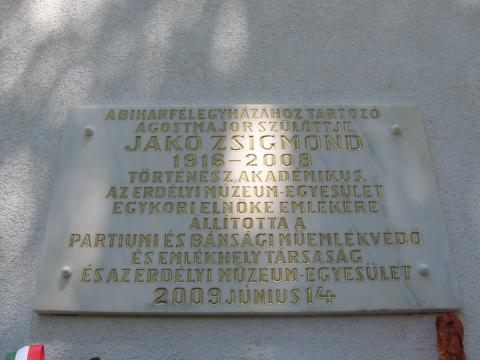 A BIHARFÉLEGYHÁZÁHOZ TARTOZÓ
ÁGOSTMAJOR SZÜLÖTTJE
JAKÓ ZSIGMOND
1916-2008
TÖRTÉNÉSZ, AKADÉMIKUS,
AZ ERDÉLYI MÚZEUM-EGYESÜLET
EGYKORI ELNÖKE EMLÉKÉRE
ÁLLÍTOTTA A
PARTIUMI ÉS BÁNSÁGI MŰEMLÉKVÉDŐ
ÉS EMLÉKHELY TÁRSASÁG
ÉS AZ ERDÉLYI MÚZEUM-EGYESÜLET
2009 JÚNIUS 14